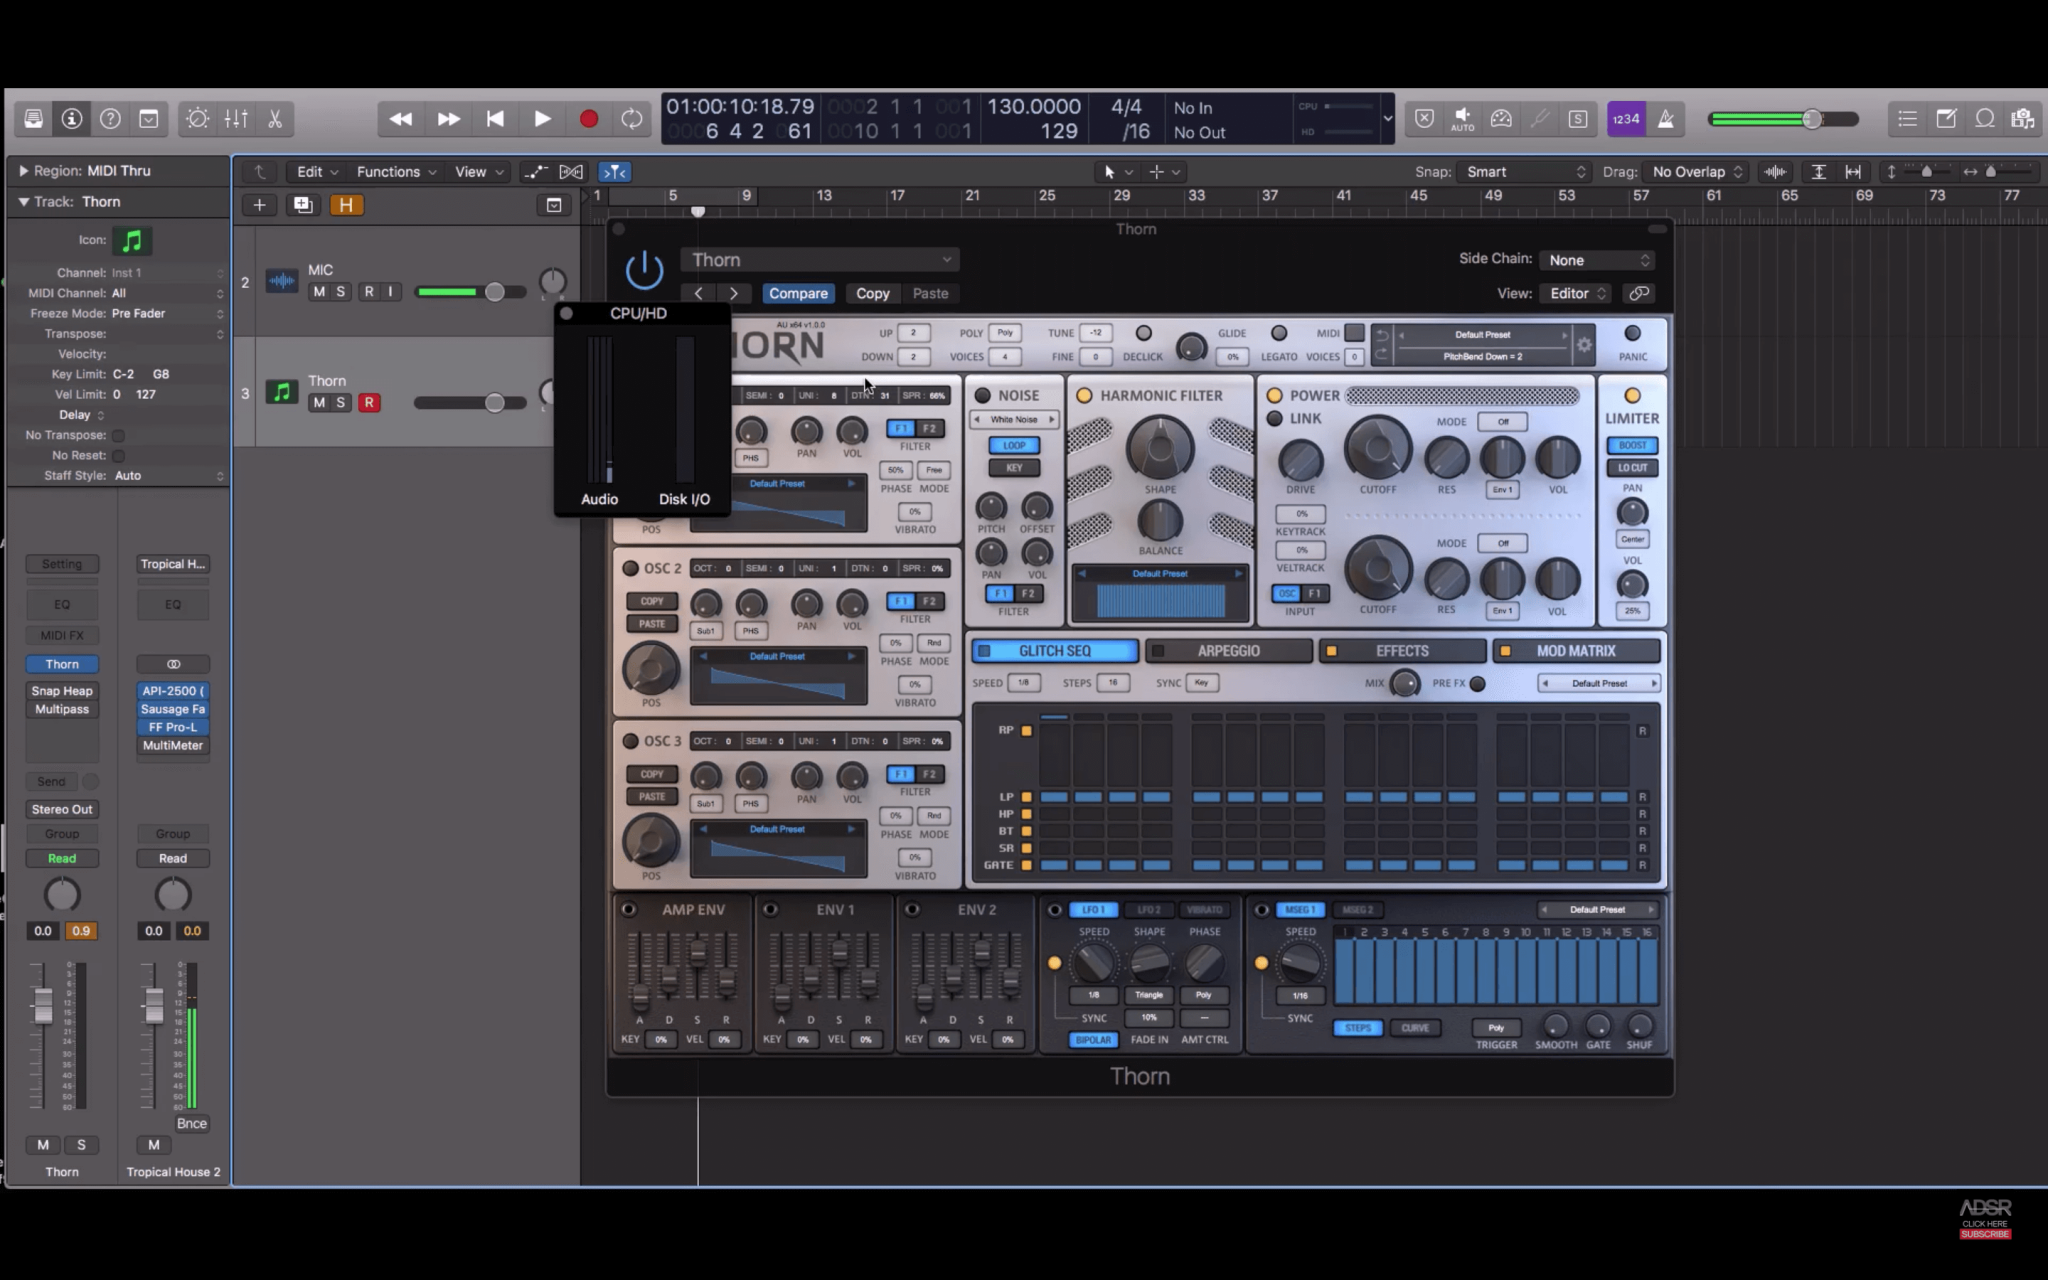 01:00:10:18.79 0002 1 1 001 130.0000 4/4 No In CPU
0006 4 2 061 0010 1 1 001 129 /16 No Out HD
AUTO
S
1234
Region: MIDI Thru
Edit Functions View
Snap: Smart Drag: No Overlap
Track: Thorn
H
1 5 9 13 17 21 25 29 33 37 41 45 49 53 57 61 65 69 73 77
Icon:
Channel: Inst 1
MIDI Channel: All
Freeze Mode: Pre Fader
Transpose:
Velocity:
Key Limit: C-2 G8
Vel Limit: 0 127
Delay
No Transpose:
No Reset:
Staff Style: Auto
2 MIC
M S R I
3 Thorn
M S R
Setting Tropical H...
EQ EQ
MIDI FX
Thorn
Snap Heap API-2500 (
Multipass Sausage Fa
FF Pro-L
MultiMeter
Send
Stereo Out
Group Group
Read Read
0.0 0.9 0.0 0.0
Bnce
M S M
Thorn Tropical House 2
CPU/HD
Audio Disk I/O
Thorn
Thorn
Side Chain: None
Compare Copy Paste
View: Editor
AU x64 v1.0.0
ORN
UP 2 POLY Poly TUNE -12 GLIDE MIDI Default Preset
DOWN 2 VOICES 4 FINE 0 DECLICK 0% LEGATO VOICES 0 PitchBend Down = 2 PANIC
SEMI: 0 UNI: 8 DTN: 31 SPR: 66%
PHS PAN VOL F1 F2
FILTER
50% Free
PHASE MODE
Default Preset
0%
VIBRATO
POS
OSC 2 OCT: 0 SEMI: 0 UNI: 1 DTN: 0 SPR: 0%
COPY
PASTE Sub1 PHS PAN VOL F1 F2
FILTER
0% Rnd
PHASE MODE
Default Preset
0%
VIBRATO
POS
OSC 3 OCT: 0 SEMI: 0 UNI: 1 DTN: 0 SPR: 0%
COPY
PASTE Sub1 PHS PAN VOL F1 F2
FILTER
0% Rnd
PHASE MODE
Default Preset
0%
VIBRATO
POS
NOISE
White Noise
LOOP
KEY
PITCH OFFSET
PAN VOL
F1 F2
FILTER
HARMONIC FILTER
SHAPE
BALANCE
Default Preset
POWER
LINK
MODE Off
DRIVE CUTOFF RES Env 1 VOL
0%
KEYTRACK
0%
VELTRACK
MODE Off
OSC F1
INPUT
CUTOFF RES Env 1 VOL
LIMITER
BOOST
LO CUT
PAN
Center
VOL
25%
GLITCH SEQ ARPEGGIO EFFECTS MOD MATRIX
SPEED 1/8 STEPS 16 SYNC Key MIX PRE FX Default Preset
RP R
LP R
HP R
BT R
SR R
GATE R
AMP ENV
A D S R
KEY 0% VEL 0%
ENV 1
A D S R
KEY 0% VEL 0%
ENV 2
A D S R
KEY 0% VEL 0%
LFO 1 LFO 2 VIBRATO
SPEED SHAPE PHASE
1/8 Triangle Poly
SYNC 10% —
BIPOLAR FADE IN AMT CTRL
MSEG 1 MSEG 2 Default Preset
SPEED 1 2 3 4 5 6 7 8 9 10 11 12 13 14 15 16
1/16
SYNC
STEPS CURVE Poly
TRIGGER SMOOTH GATE SHUF
Thorn
ADSR
CLICK HERE
SUBSCRIBE